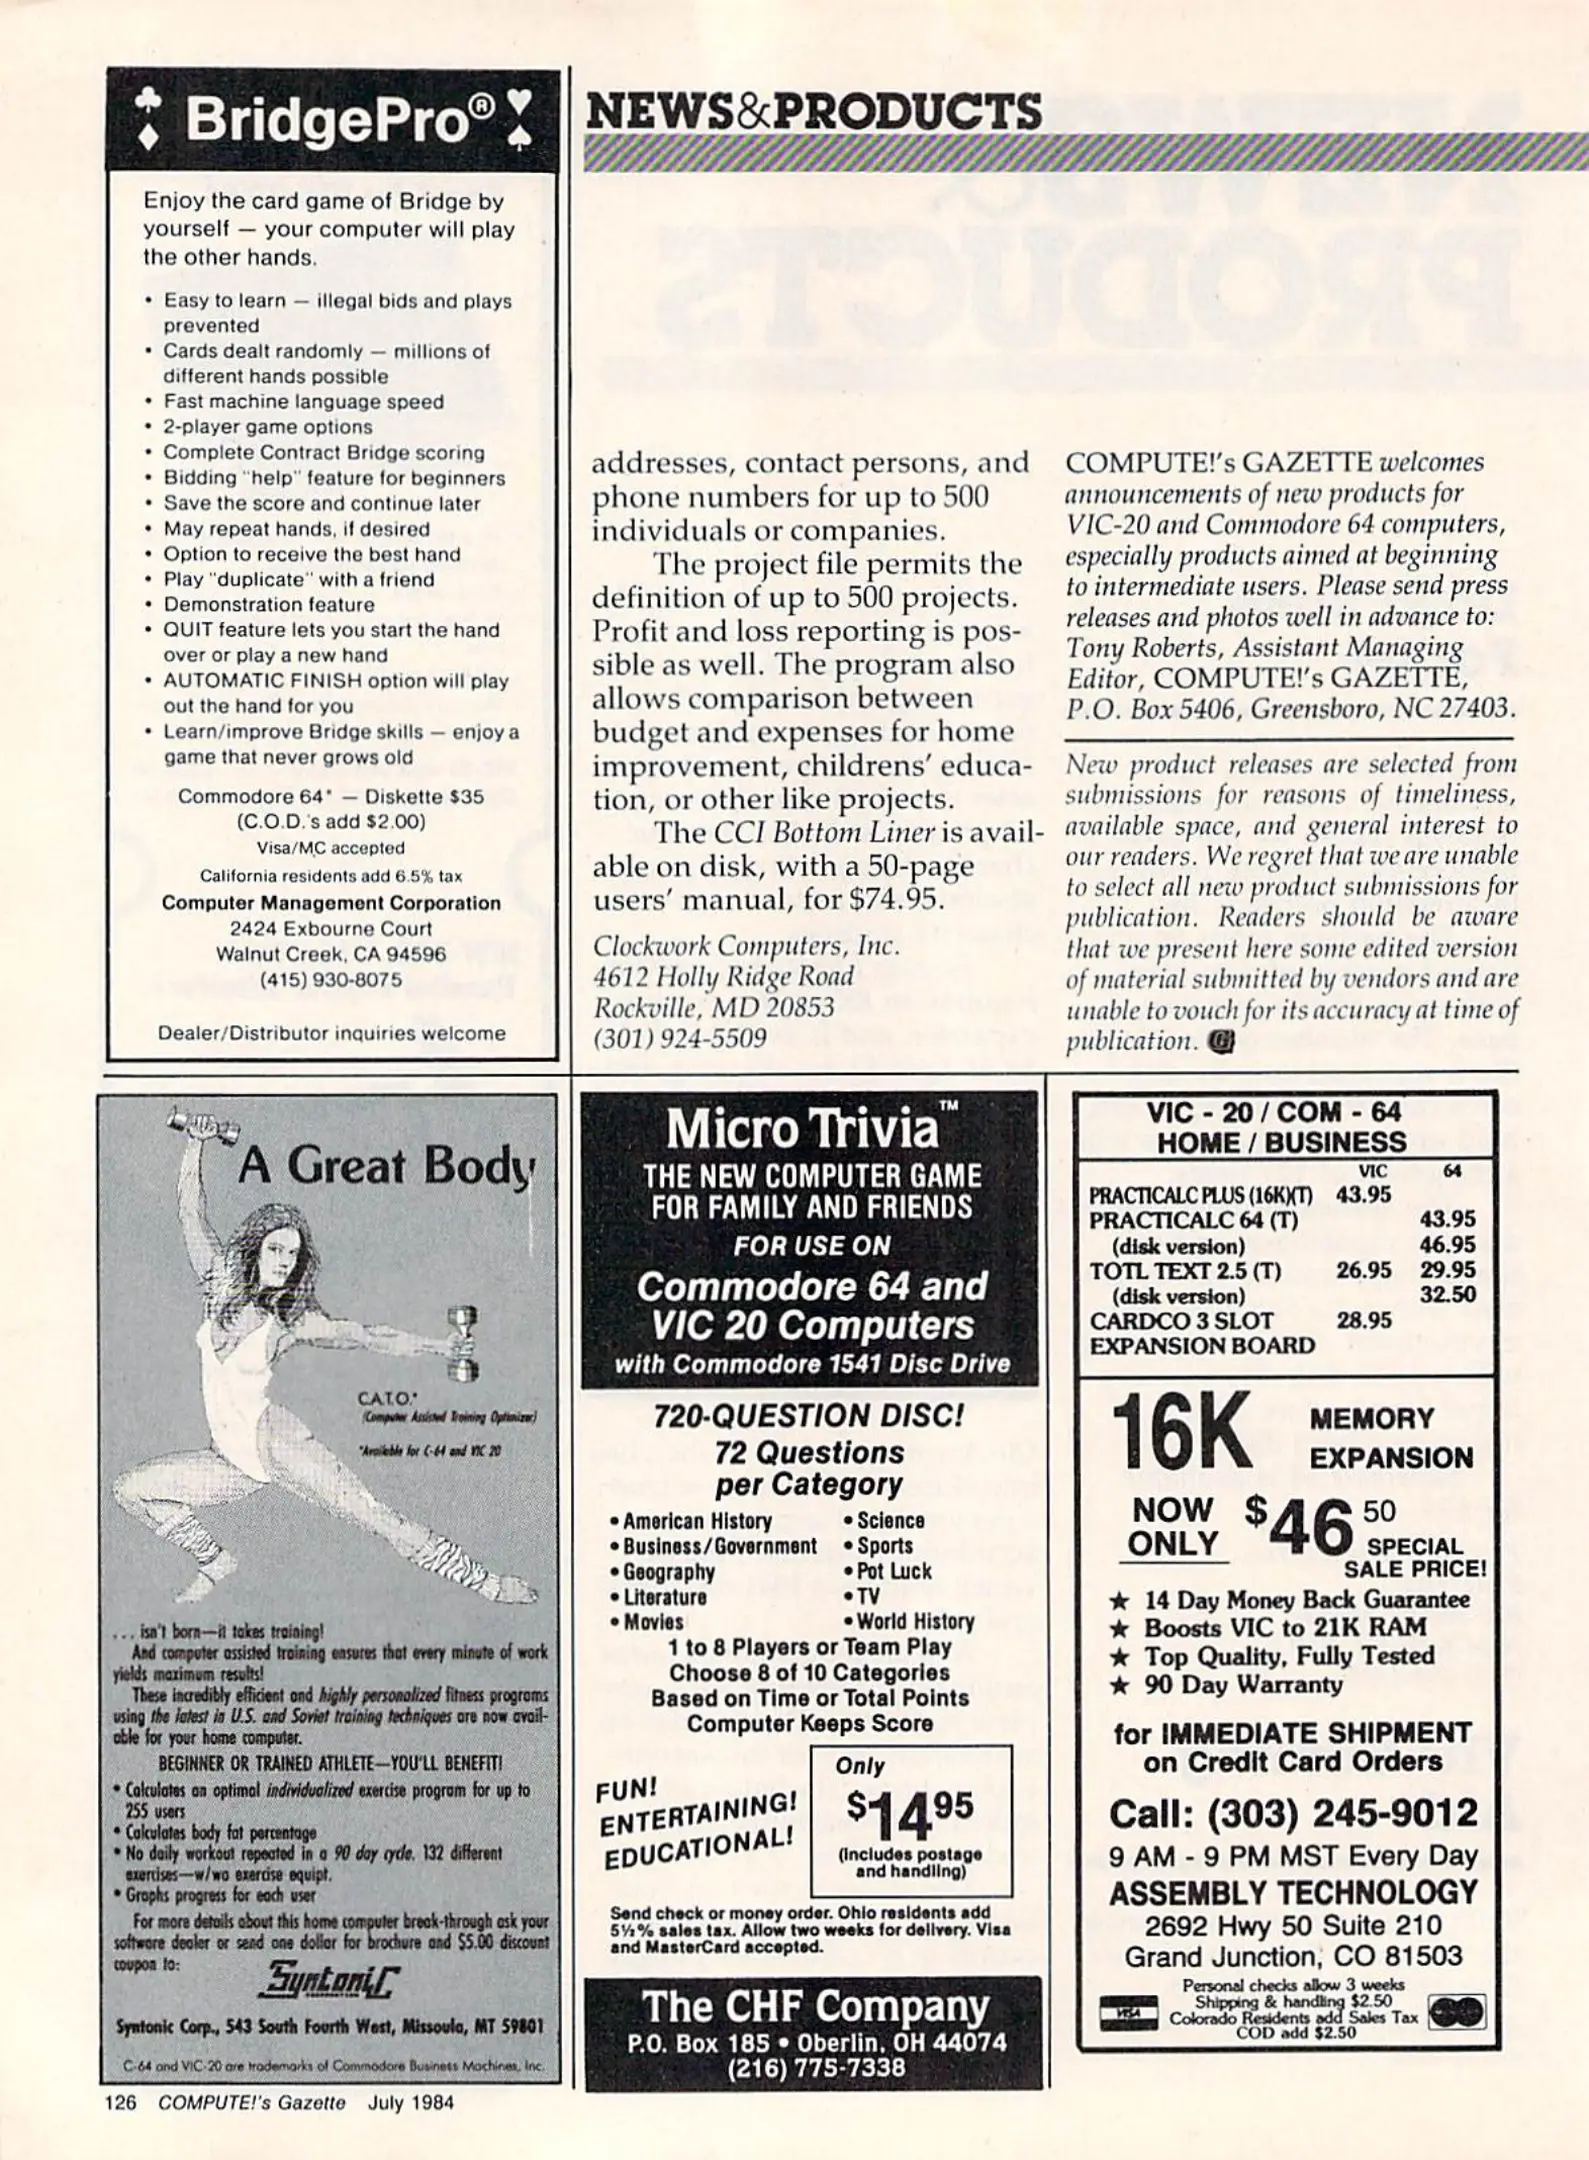 BridgePro®
Enjoy the card game of Bridge by
yourself — your computer will play
the other hands.
• Easy to learn — illegal bids and plays
prevented
• Cards dealt randomly — millions of
different hands possible
• Fast machine language speed
• 2-player game options
• Complete Contract Bridge scoring
• Bidding "help" feature for beginners
• Save the score and continue later
• May repeat hands, if desired
• Option to receive the best hand
• Play "duplicate" with a friend
• Demonstration feature
• QUIT feature lets you start the hand
over or play a new hand
• AUTOMATIC FINISH option will play
out the hand for you
• Learn/improve Bridge skills — enjoy a
game that never grows old
Commodore 64* — Diskette $35
(C.O.D.'s add $2.00)
Visa/MC accepted
California residents add 6.5% tax
Computer Management Corporation
2424 Exbourne Court
Walnut Creek, CA 94596
(415) 930-8075
Dealer/Distributor inquiries welcome
NEWS&PRODUCTS
addresses, contact persons, and
phone numbers for up to 500
individuals or companies.
The project file permits the
definition of up to 500 projects.
Profit and loss reporting is pos-
sible as well. The program also
allows comparison between
budget and expenses for home
improvement, childrens' educa-
tion, or other like projects.
The CCI Bottom Liner is avail-
able on disk, with a 50-page
users' manual, for $74.95.
Clockwork Computers, Inc.
4612 Holly Ridge Road
Rockville, MD 20853
(301) 924-5509
COMPUTE!'s GAZETTE welcomes
announcements of new products for
VIC-20 and Commodore 64 computers,
especially products aimed at beginning
to intermediate users. Please send press
releases and photos well in advance to:
Tony Roberts, Assistant Managing
Editor, COMPUTE!'s GAZETTE,
P.O. Box 5406, Greensboro, NC 27403.
New product releases are selected from
submissions for reasons of timeliness,
available space, and general interest to
our readers. We regret that we are unable
to select all new product submissions for
publication. Readers should be aware
that we present here some edited version
of material submitted by vendors and are
unable to vouch for its accuracy at time of
publication. G
A Great Body
C.A.T.O.*
(Computer Assisted Training Optimizer)
*Available for C-64 and VIC 20
... isn't born—it takes training!
And computer assisted training ensures that every minute of work
yields maximum results!
These incredibly efficient and highly personalized fitness programs
using the latest in U.S. and Soviet training techniques are now avail-
able for your home computer.
BEGINNER OR TRAINED ATHLETE—YOU'LL BENEFIT!
• Calculates an optimal individualized exercise program for up to
255 users
• Calculates body fat percentage
• No daily workout repeated in a 90 day cycle. 132 different
exercises—w/wo exercise equipt.
• Graphs progress for each user
For more details about this home computer break-through ask your
software dealer or send one dollar for brochure and $5.00 discount
coupon to:
Syntonic
CORPORATION
Syntonic Corp., 543 South Fourth West, Missoula, MT 59801
C-64 and VIC-20 are trademarks of Commodore Business Machines, Inc.
Micro Trivia™
THE NEW COMPUTER GAME
FOR FAMILY AND FRIENDS
FOR USE ON
Commodore 64 and
VIC 20 Computers
with Commodore 1541 Disc Drive
720-QUESTION DISC!
72 Questions
per Category
• American History • Science
• Business/Government • Sports
• Geography • Pot Luck
• Literature • TV
• Movies • World History
1 to 8 Players or Team Play
Choose 8 of 10 Categories
Based on Time or Total Points
Computer Keeps Score
FUN!
ENTERTAINING!
EDUCATIONAL!
Only
$14 95
(Includes postage
and handling)
Send check or money order. Ohio residents add
5½% sales tax. Allow two weeks for delivery. Visa
and MasterCard accepted.
The CHF Company
P.O. Box 185 • Oberlin, OH 44074
(216) 775-7338
VIC - 20 / COM - 64
HOME / BUSINESS
VIC 64
PRACTICALC PLUS (16K)(T) 43.95
PRACTICALC 64 (T) 43.95
(disk version) 46.95
TOTL TEXT 2.5 (T) 26.95 29.95
(disk version) 32.50
CARDCO 3 SLOT 28.95
EXPANSION BOARD
16K MEMORY
EXPANSION
NOW
ONLY
$46 50
SPECIAL
SALE PRICE!
★ 14 Day Money Back Guarantee
★ Boosts VIC to 21K RAM
★ Top Quality, Fully Tested
★ 90 Day Warranty
for IMMEDIATE SHIPMENT
on Credit Card Orders
Call: (303) 245-9012
9 AM - 9 PM MST Every Day
ASSEMBLY TECHNOLOGY
2692 Hwy 50 Suite 210
Grand Junction, CO 81503
Personal checks allow 3 weeks
Shipping & handling $2.50
Colorado Residents add Sales Tax
COD add $2.50
VISA
126 COMPUTE!'s Gazette July 1984